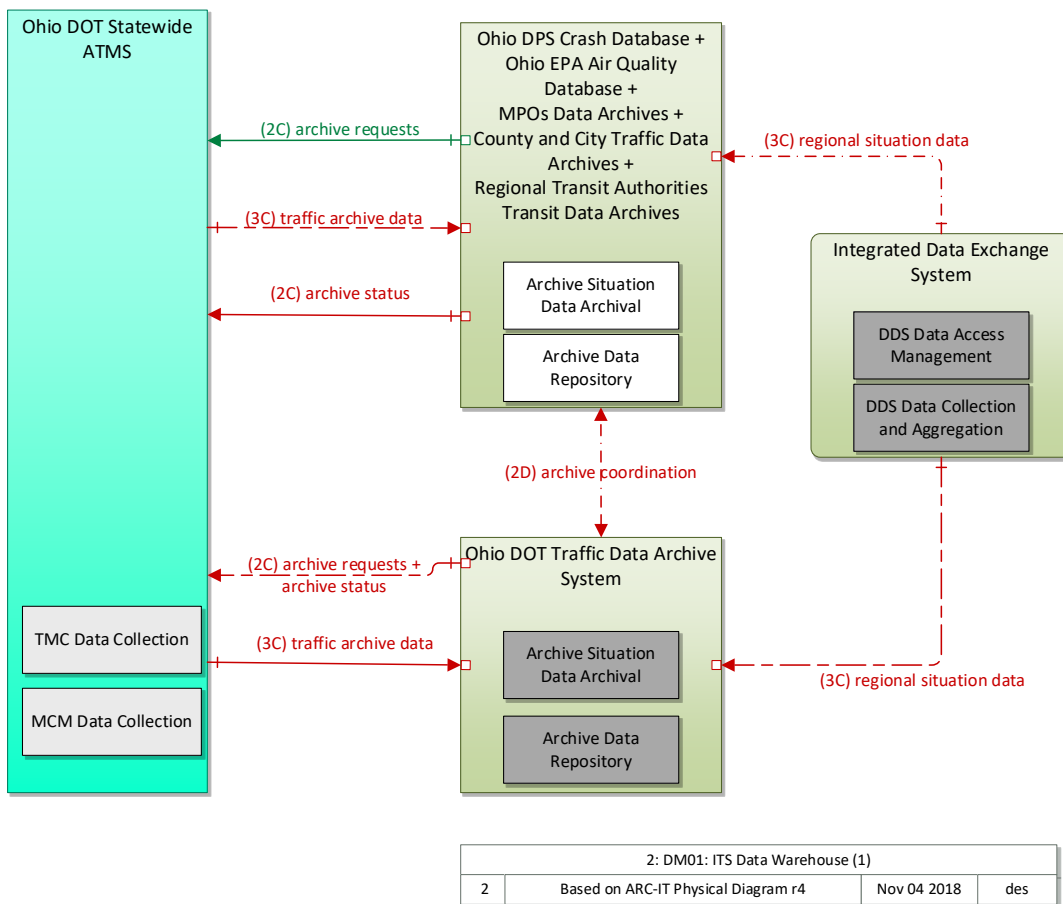 Ohio DOT Statewide
ATMS
Ohio DPS Crash Database +
Ohio EPA Air Quality
Database +
MPOs Data Archives +
County and City Traffic Data
Archives +
Regional Transit Authorities
Transit Data Archives
(2C) archive requests
(3C) regional situation data
(3C) traffic archive data
Integrated Data Exchange
System
(2C) archive status
Archive Situation
Data Archival
Archive Data
Repository
DDS Data Access
Management
DDS Data Collection
and Aggregation
(2D) archive coordination
Ohio DOT Traffic Data Archive
System
(2C) archive requests +
archive status
TMC Data Collection
MCM Data Collection
(3C) traffic archive data
Archive Situation
Data Archival
Archive Data
Repository
(3C) regional situation data
2: DM01: ITS Data Warehouse (1)
2 Based on ARC-IT Physical Diagram r4 Nov 04 2018 des